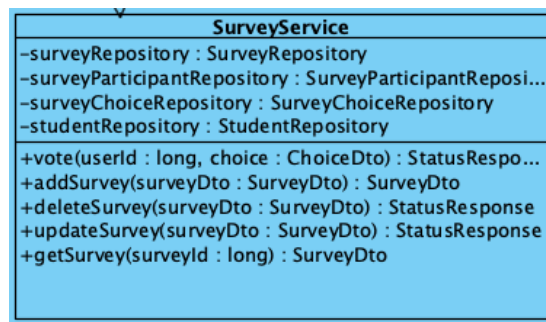 SurveyService
-surveyRepository : SurveyRepository
-surveyParticipantRepository : SurveyParticipantReposi...
-surveyChoiceRepository : SurveyChoiceRepository
-studentRepository : StudentRepository
+vote(userId : long, choice : ChoiceDto) : StatusRespo...
+addSurvey(surveyDto : SurveyDto) : SurveyDto
+deleteSurvey(surveyDto : SurveyDto) : StatusResponse
+updateSurvey(surveyDto : SurveyDto) : StatusResponse
+getSurvey(surveyId : long) : SurveyDto